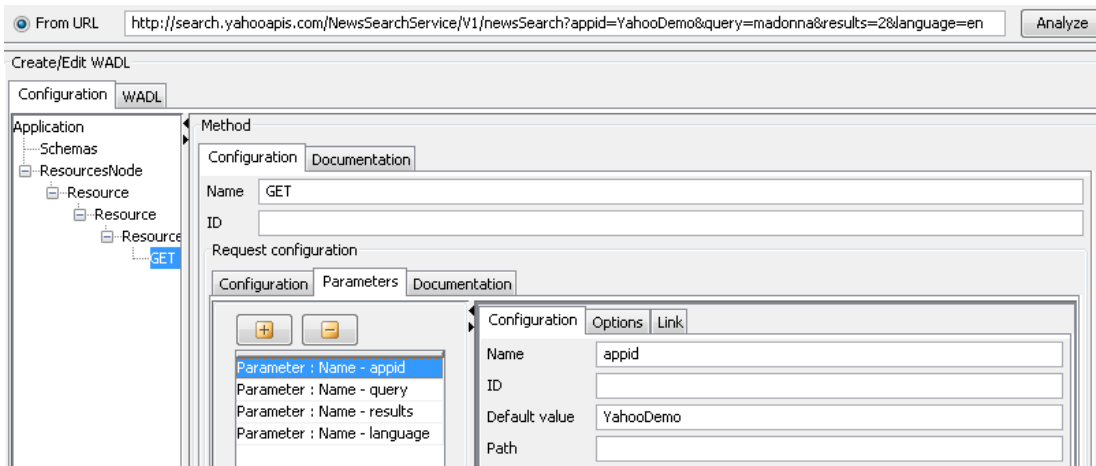 From URL http://search.yahooapis.com/NewsSearchService/V1/newsSearch?appid=YahooDemo&query=madonna&results=2&language=en Analyze
Create/Edit WADL
Configuration WADL
Application
Schemas
ResourcesNode
Resource
Resource
Resource
GET
Method
Configuration Documentation
Name GET
ID
Request configuration
Configuration Parameters Documentation
Parameter : Name - appid
Parameter : Name - query
Parameter : Name - results
Parameter : Name - language
Configuration Options Link
Name appid
ID
Default value YahooDemo
Path